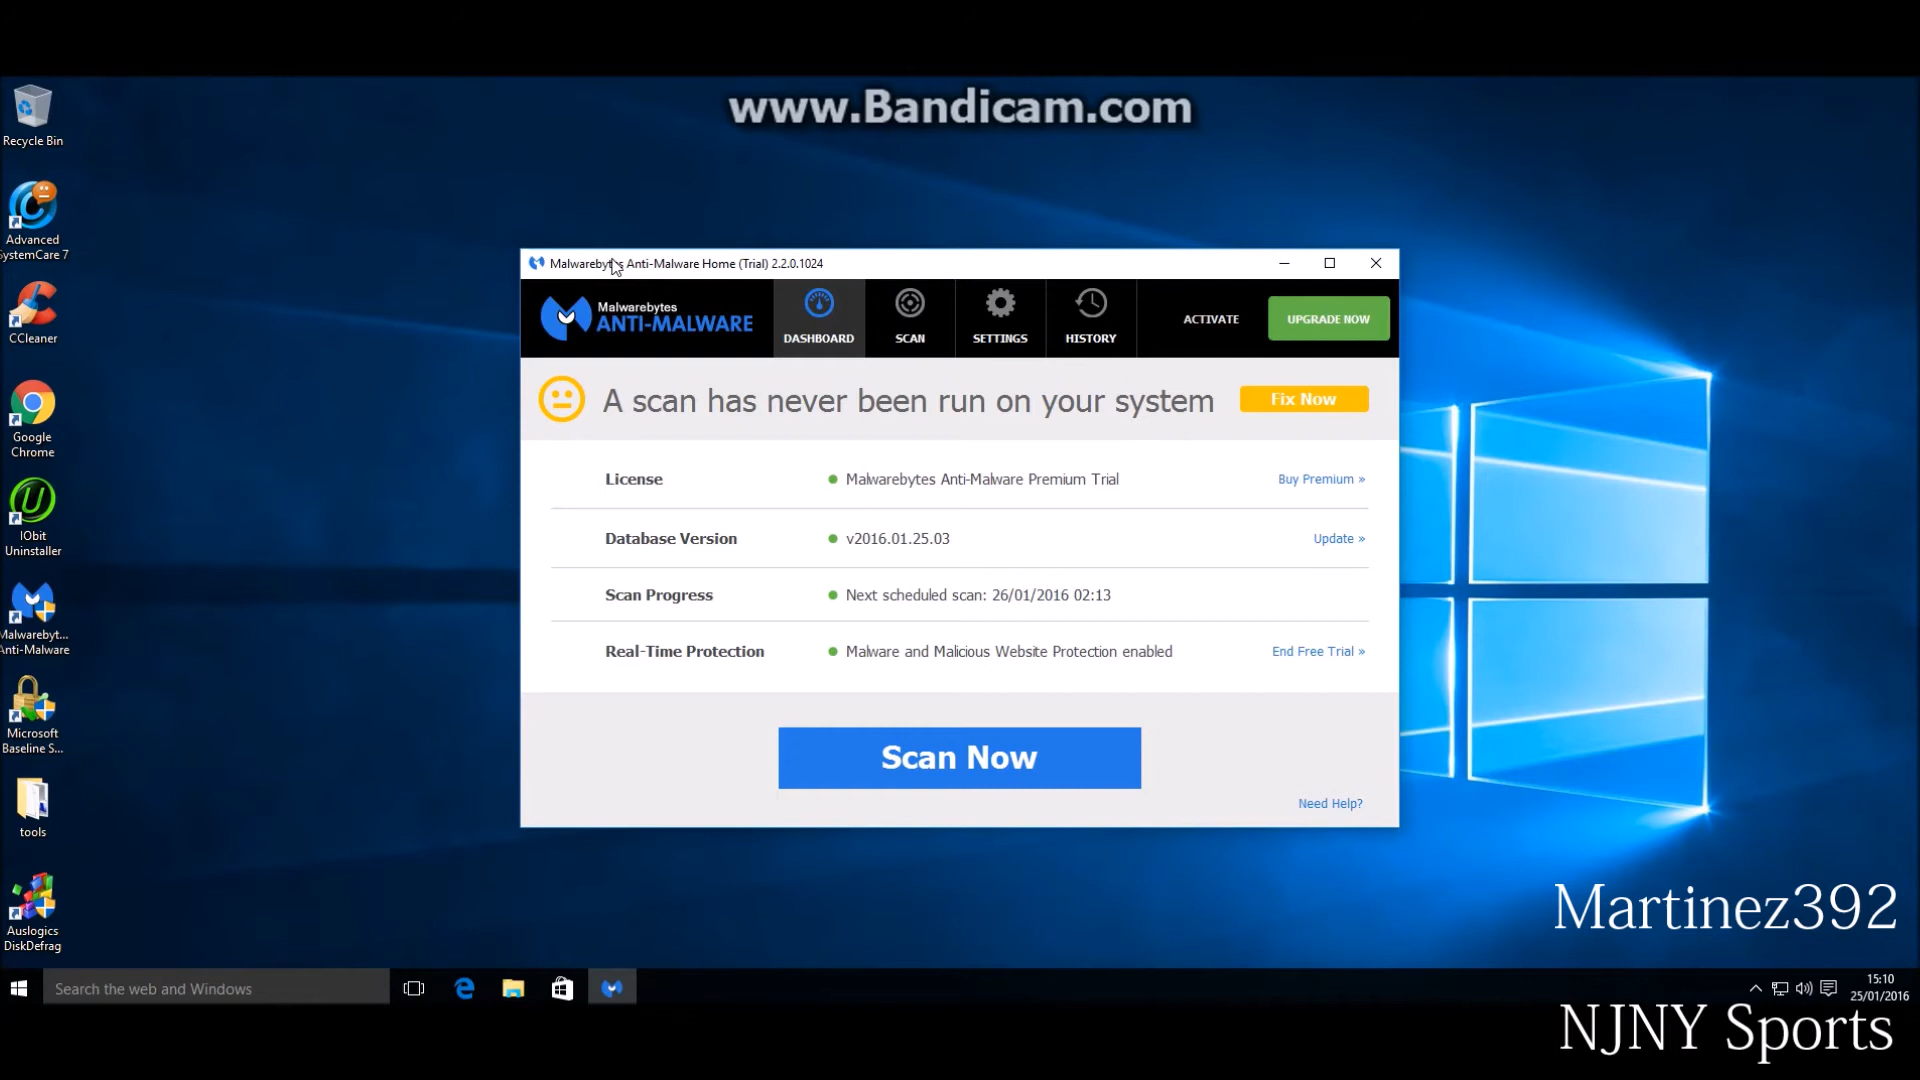 www.Bandicam.com
Recycle Bin
Advanced
SystemCare 7
CCleaner
Google
Chrome
IObit
Uninstaller
Malwarebyt...
Anti-Malware
Microsoft
Baseline S...
tools
Auslogics
DiskDefrag
Malwarebytes Anti-Malware Home (Trial) 2.2.0.1024
Malwarebytes
ANTI-MALWARE
DASHBOARD
SCAN
SETTINGS
HISTORY
ACTIVATE
UPGRADE NOW
A scan has never been run on your system
Fix Now
License
Malwarebytes Anti-Malware Premium Trial
Buy Premium »
Database Version
v2016.01.25.03
Update »
Scan Progress
Next scheduled scan: 26/01/2016 02:13
Real-Time Protection
Malware and Malicious Website Protection enabled
End Free Trial »
Scan Now
Need Help?
Martinez392
Search the web and Windows
15:10
25/01/2016
NJNY Sports